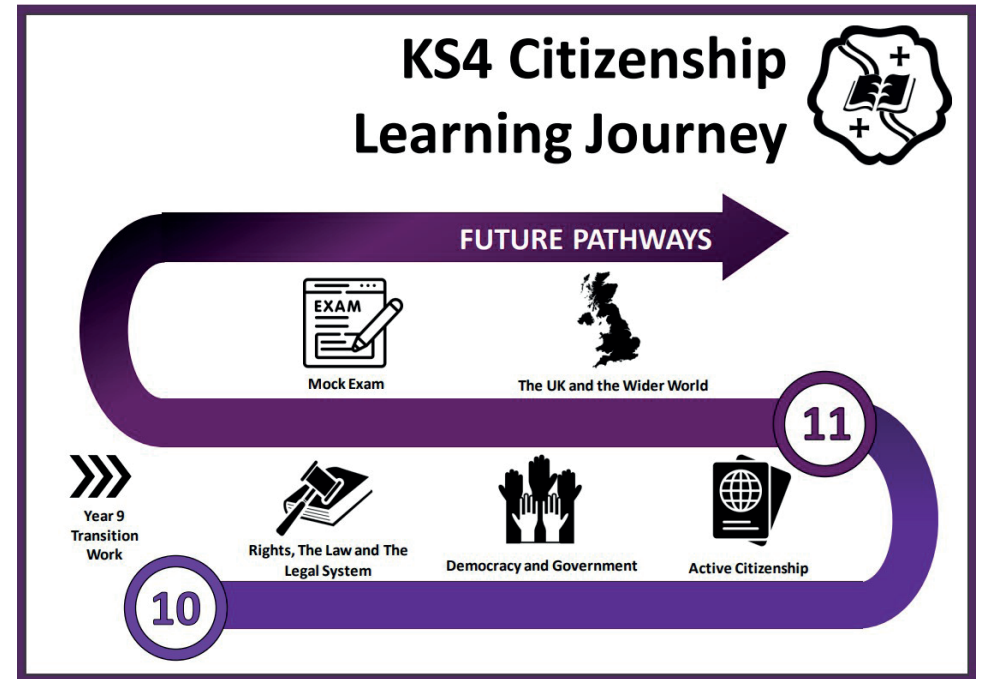 KS4 Citizenship
Learning Journey
FUTURE PATHWAYS
EXAM
Mock Exam
The UK and the Wider World
11
Year 9
Transition
Work
Rights, The Law and The
Legal System
Democracy and Government
Active Citizenship
10